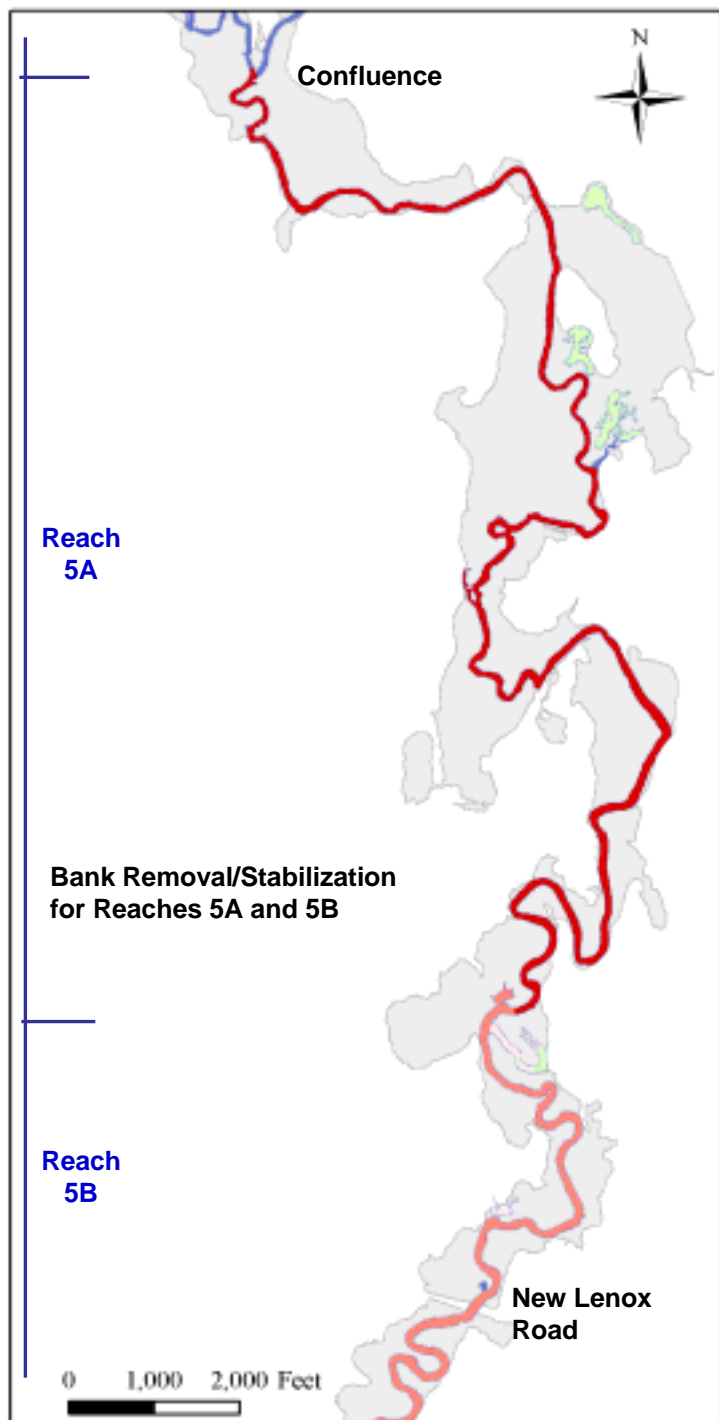 N
Confluence
Reach
5A
Bank Removal/Stabilization
for Reaches 5A and 5B
Reach
5B
New Lenox
Road
0 1,000 2,000 Feet